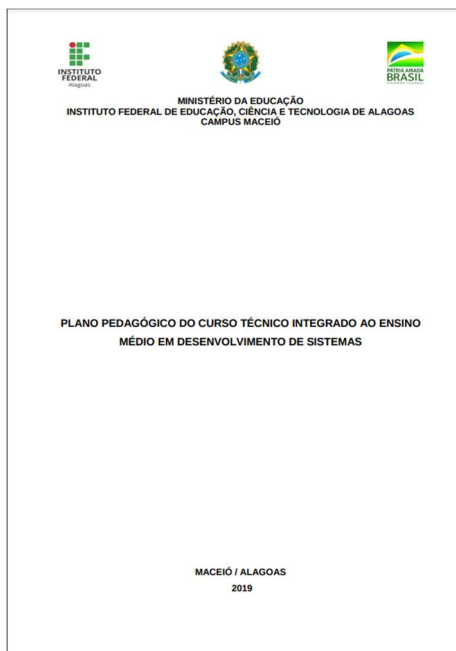 INSTITUTO
FEDERAL
Alagoas
PÁTRIA AMADA
BRASIL
MINISTÉRIO DA EDUCAÇÃO
INSTITUTO FEDERAL DE EDUCAÇÃO, CIÊNCIA E TECNOLOGIA DE ALAGOAS
CAMPUS MACEIÓ
PLANO PEDAGÓGICO DO CURSO TÉCNICO INTEGRADO AO ENSINO
MÉDIO EM DESENVOLVIMENTO DE SISTEMAS
MACEIÓ / ALAGOAS
2019